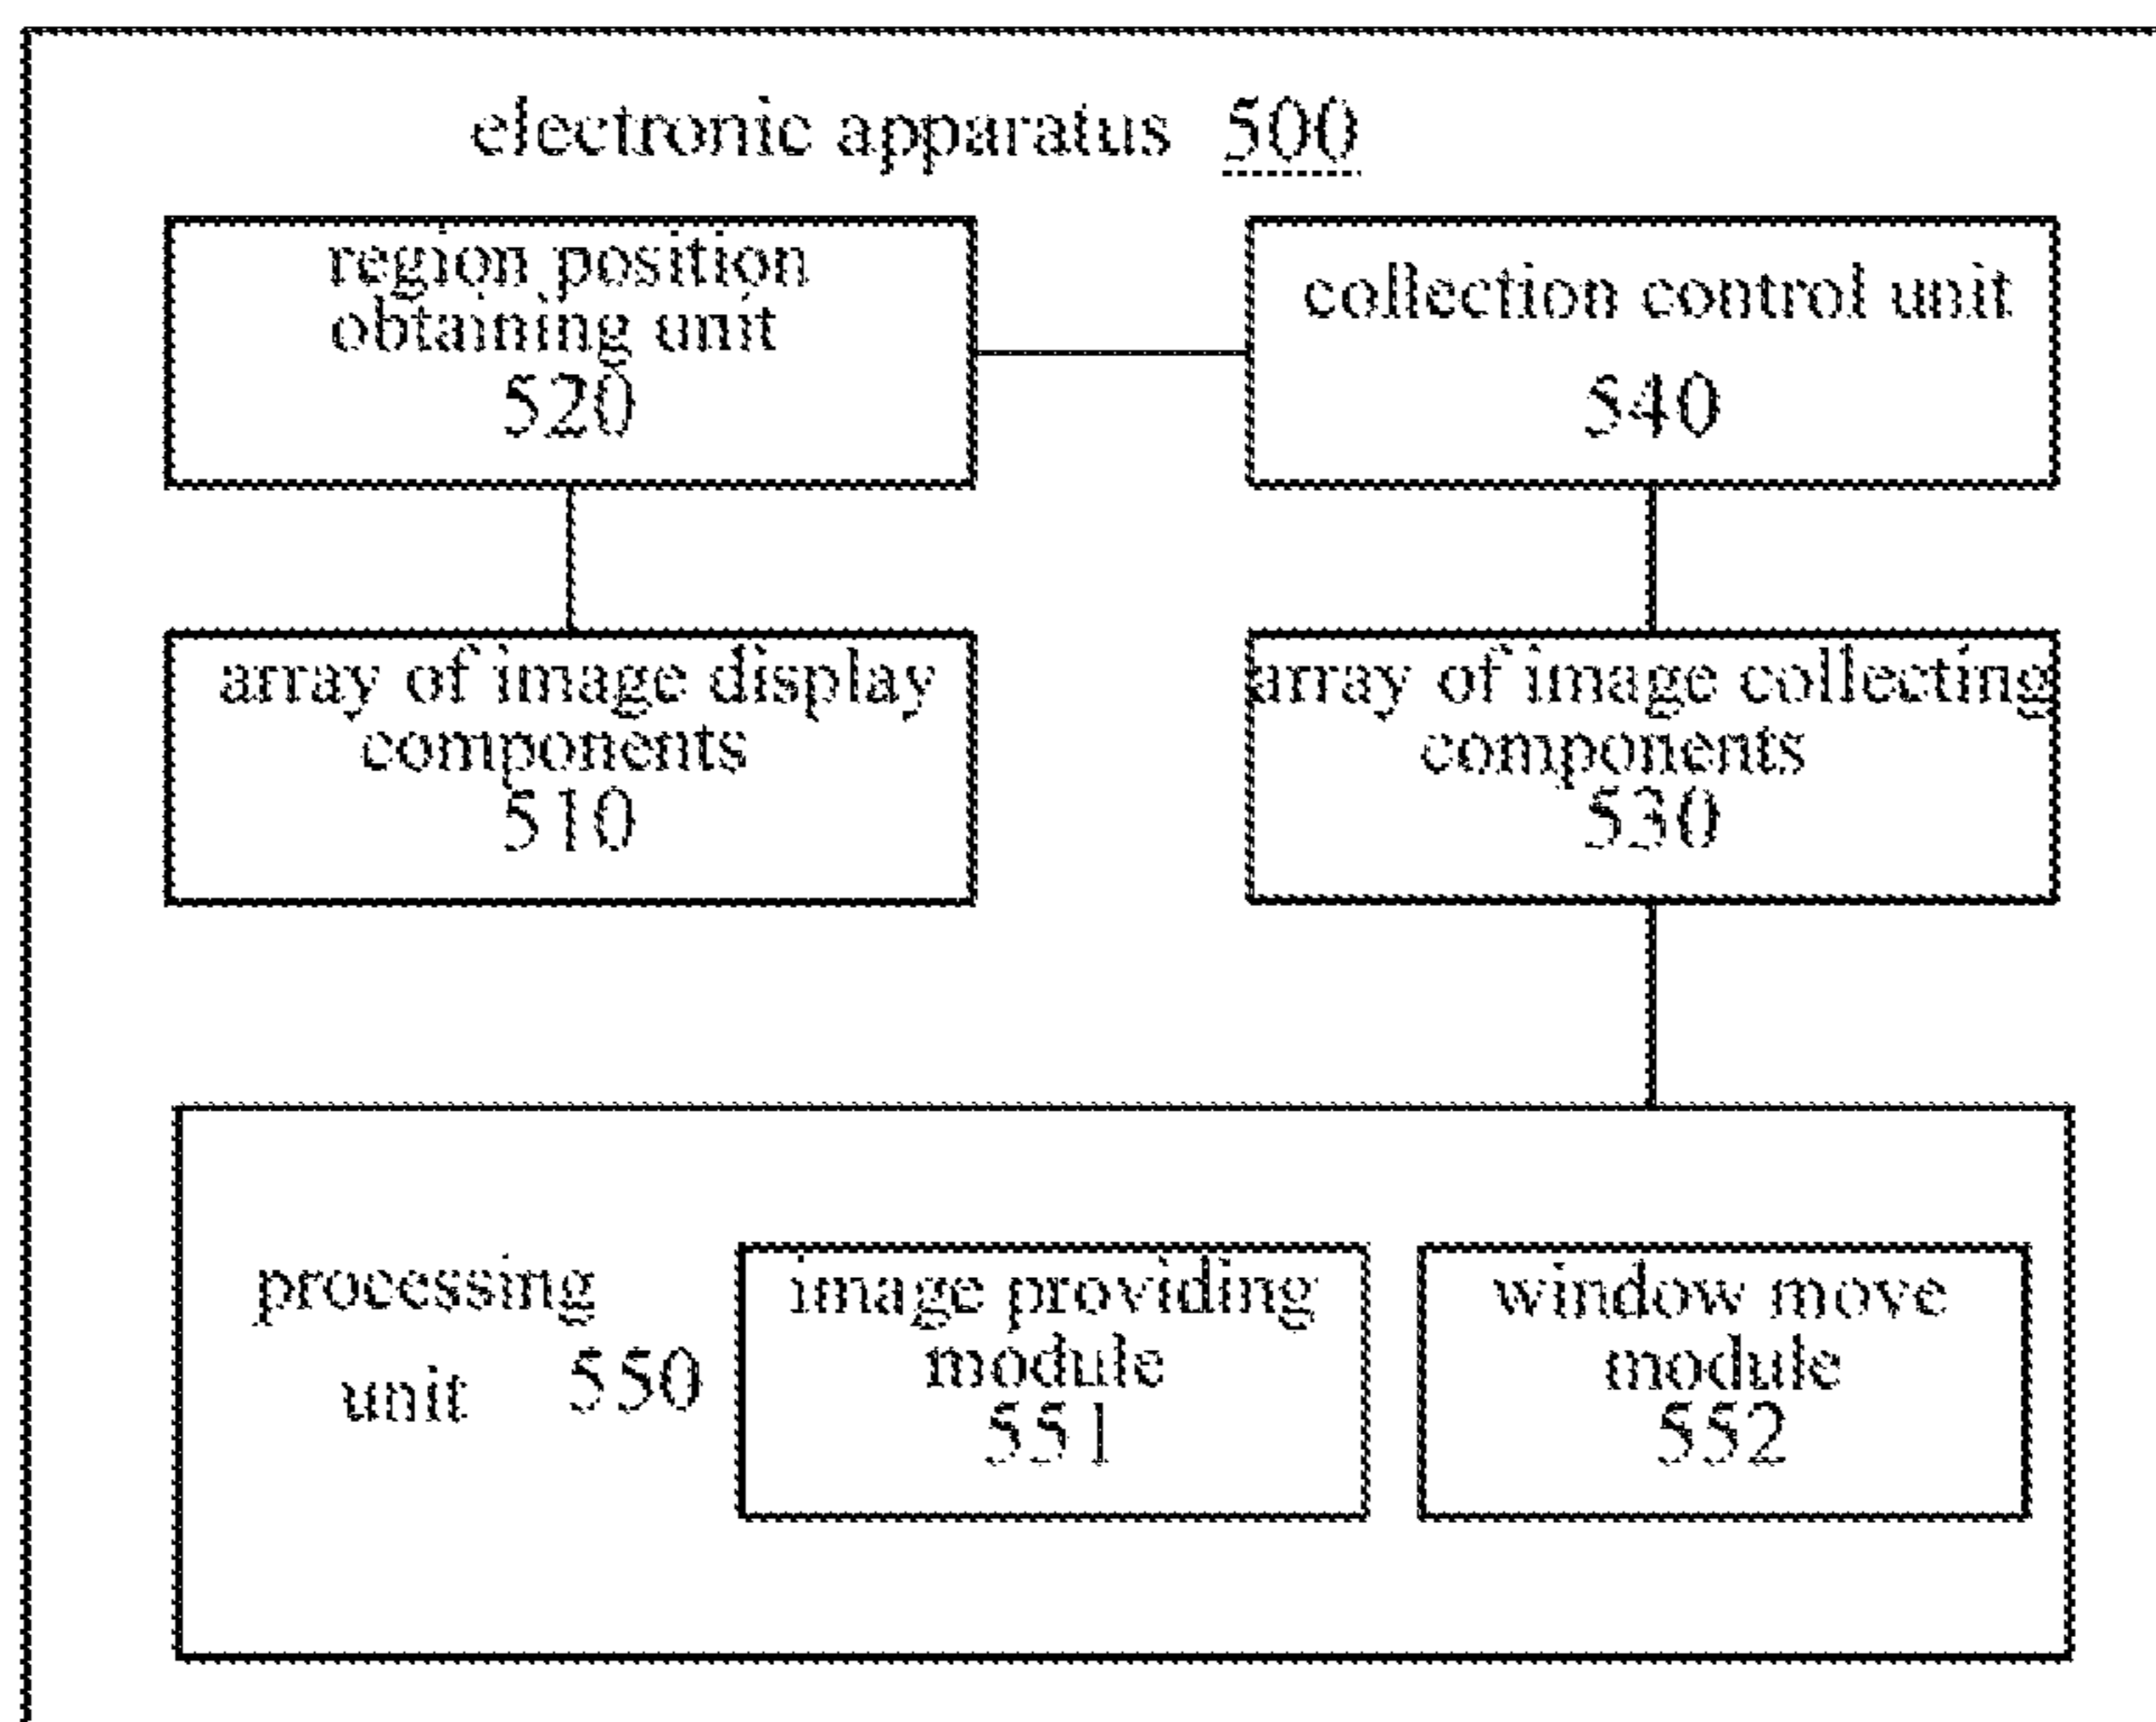 electronic apparatus 500
region position
obtaining unit
520
collection control unit
540
array of image display
components
510
array of image collecting
components
530
processing
unit 550
image providing
module
551
window move
module
552